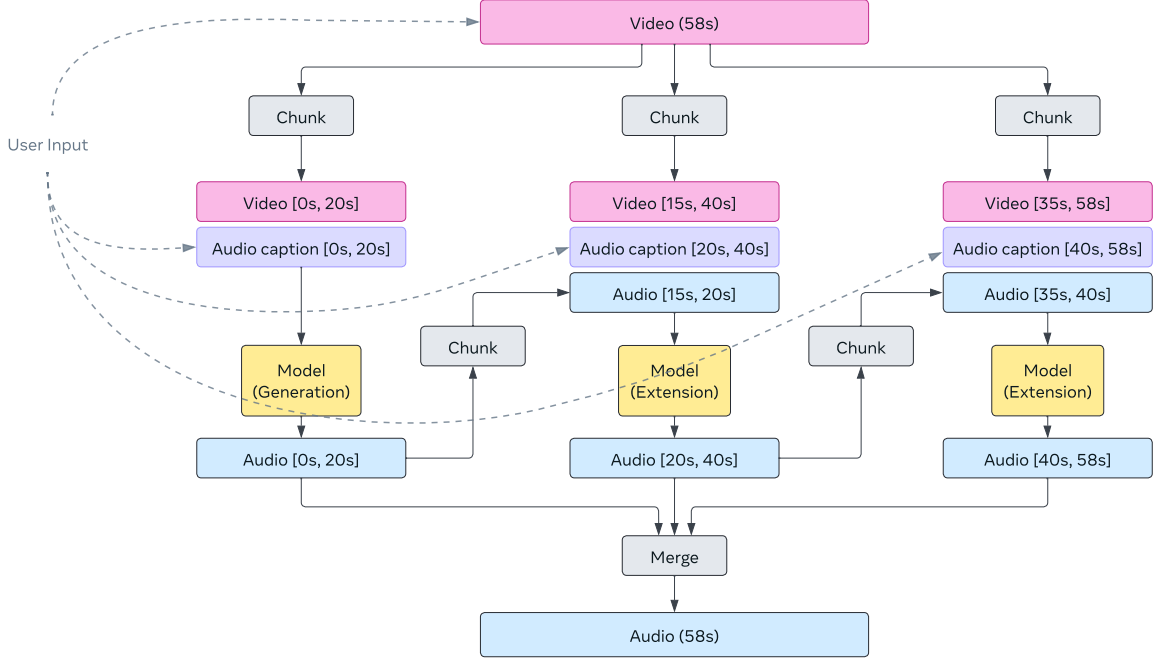 Video (58s)
Chunk
Chunk
Chunk
User Input
Video [0s, 20s]
Video [15s, 40s]
Video [35s, 58s]
Audio caption [0s, 20s]
Audio caption [20s, 40s]
Audio caption [40s, 58s]
Audio [15s, 20s]
Audio [35s, 40s]
Chunk
Chunk
Model
(Generation)
Model
(Extension)
Model
(Extension)
Audio [0s, 20s]
Audio [20s, 40s]
Audio [40s, 58s]
Merge
Audio (58s)